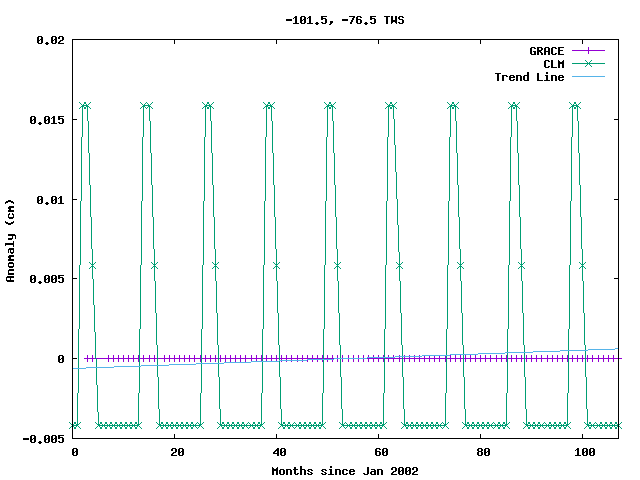 -101.5, -76.5 TWS
0.02
GRACE
CLM
Trend Line
0.015
0.01
Anomaly (cm)
0.005
0
-0.005
0 20 40 60 80 100
Months since Jan 2002